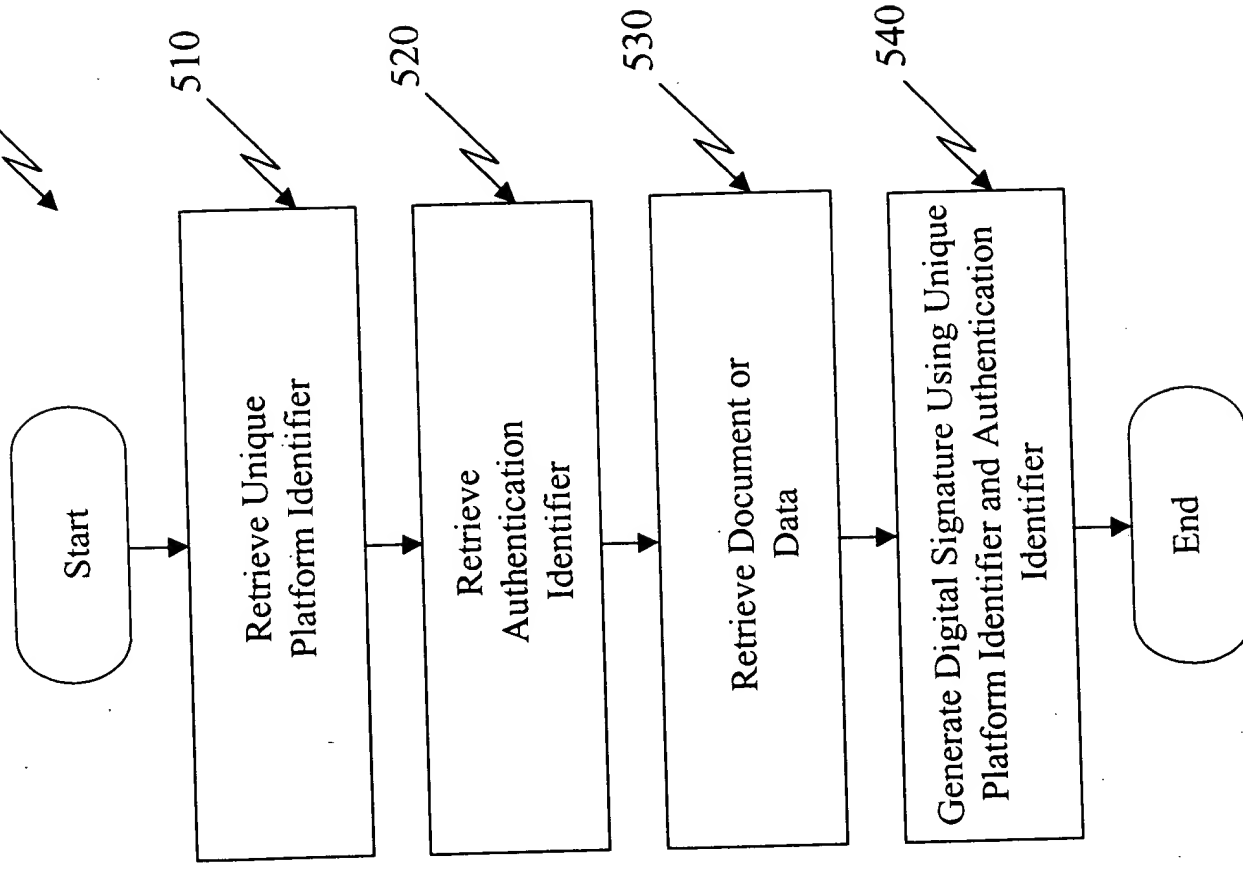 Start
510
Retrieve Unique
Platform Identifier
520
Retrieve
Authentication
Identifier
530
Retrieve Document or
Data
540
Generate Digital Signature Using Unique
Platform Identifier and Authentication
Identifier
End